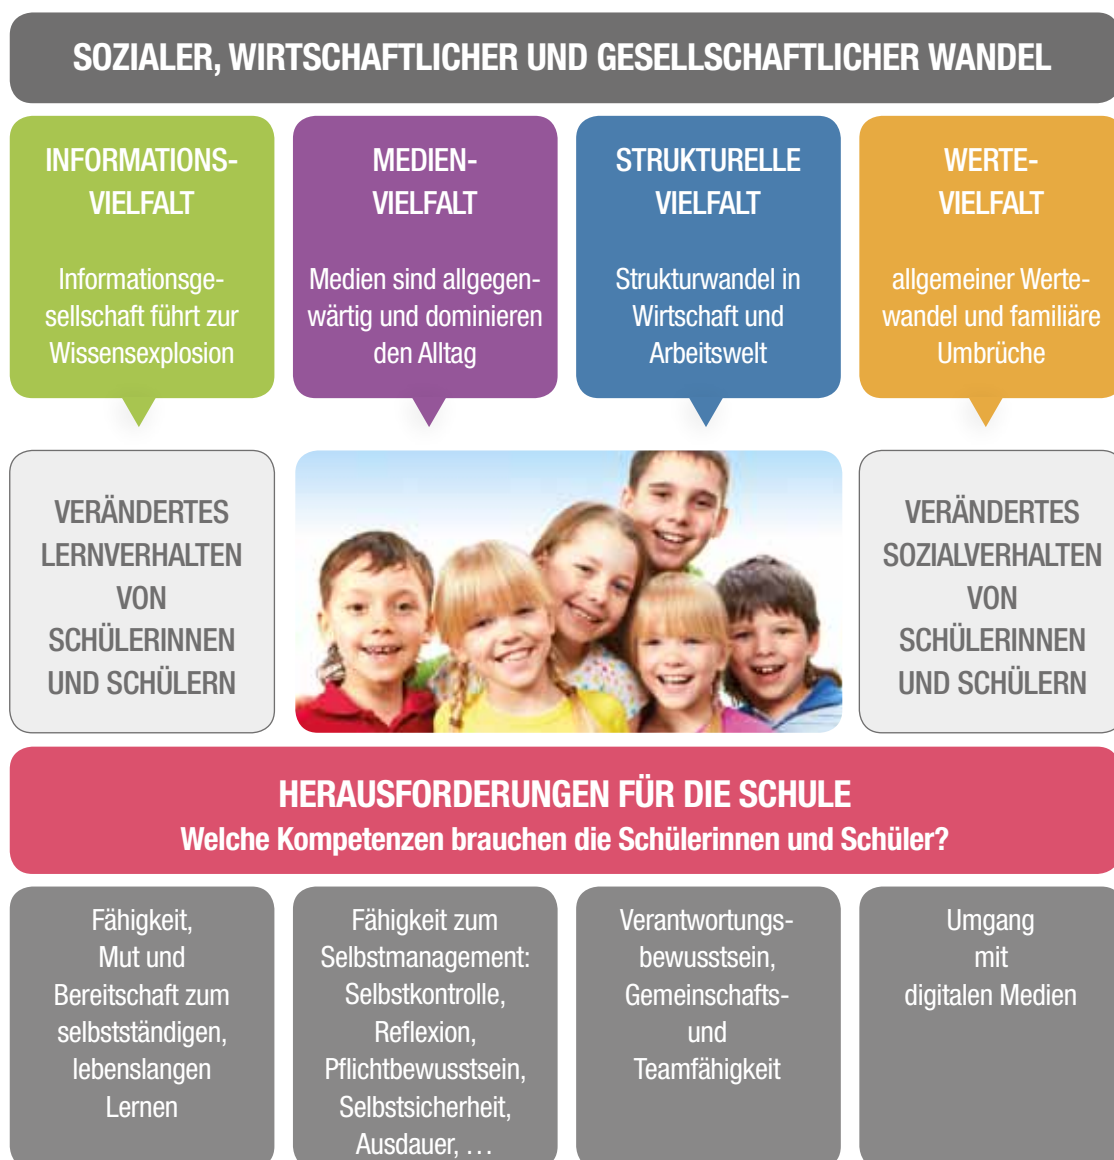 SOZIALER, WIRTSCHAFTLICHER UND GESELLSCHAFTLICHER WANDEL
INFORMATIONS-
VIELFALT
Informationsge-
sellschaft führt zur
Wissensexplosion
MEDIEN-
VIELFALT
Medien sind allgegen-
wärtig und dominieren
den Alltag
STRUKTURELLE
VIELFALT
Strukturwandel in
Wirtschaft und
Arbeitswelt
WERTE-
VIELFALT
allgemeiner Werte-
wandel und familiäre
Umbrüche
VERÄNDERTES
LERNVERHALTEN
VON
SCHÜLERINNEN
UND SCHÜLERN
VERÄNDERTES
SOZIALVERHALTEN
VON
SCHÜLERINNEN
UND SCHÜLERN
HERAUSFORDERUNGEN FÜR DIE SCHULE
Welche Kompetenzen brauchen die Schülerinnen und Schüler?
Fähigkeit,
Mut und
Bereitschaft zum
selbstständigen,
lebenslangen
Lernen
Fähigkeit zum
Selbstmanagement:
Selbstkontrolle,
Reflexion,
Pflichtbewusstsein,
Selbstsicherheit,
Ausdauer, …
Verantwortungs-
bewusstsein,
Gemeinschafts-
und
Teamfähigkeit
Umgang
mit
digitalen Medien